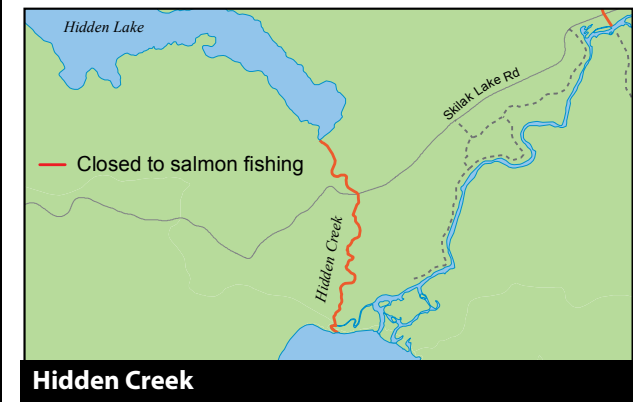 Hidden Lake
Skilak Lake Rd
Closed to salmon fishing
Hidden Creek
Hidden Creek